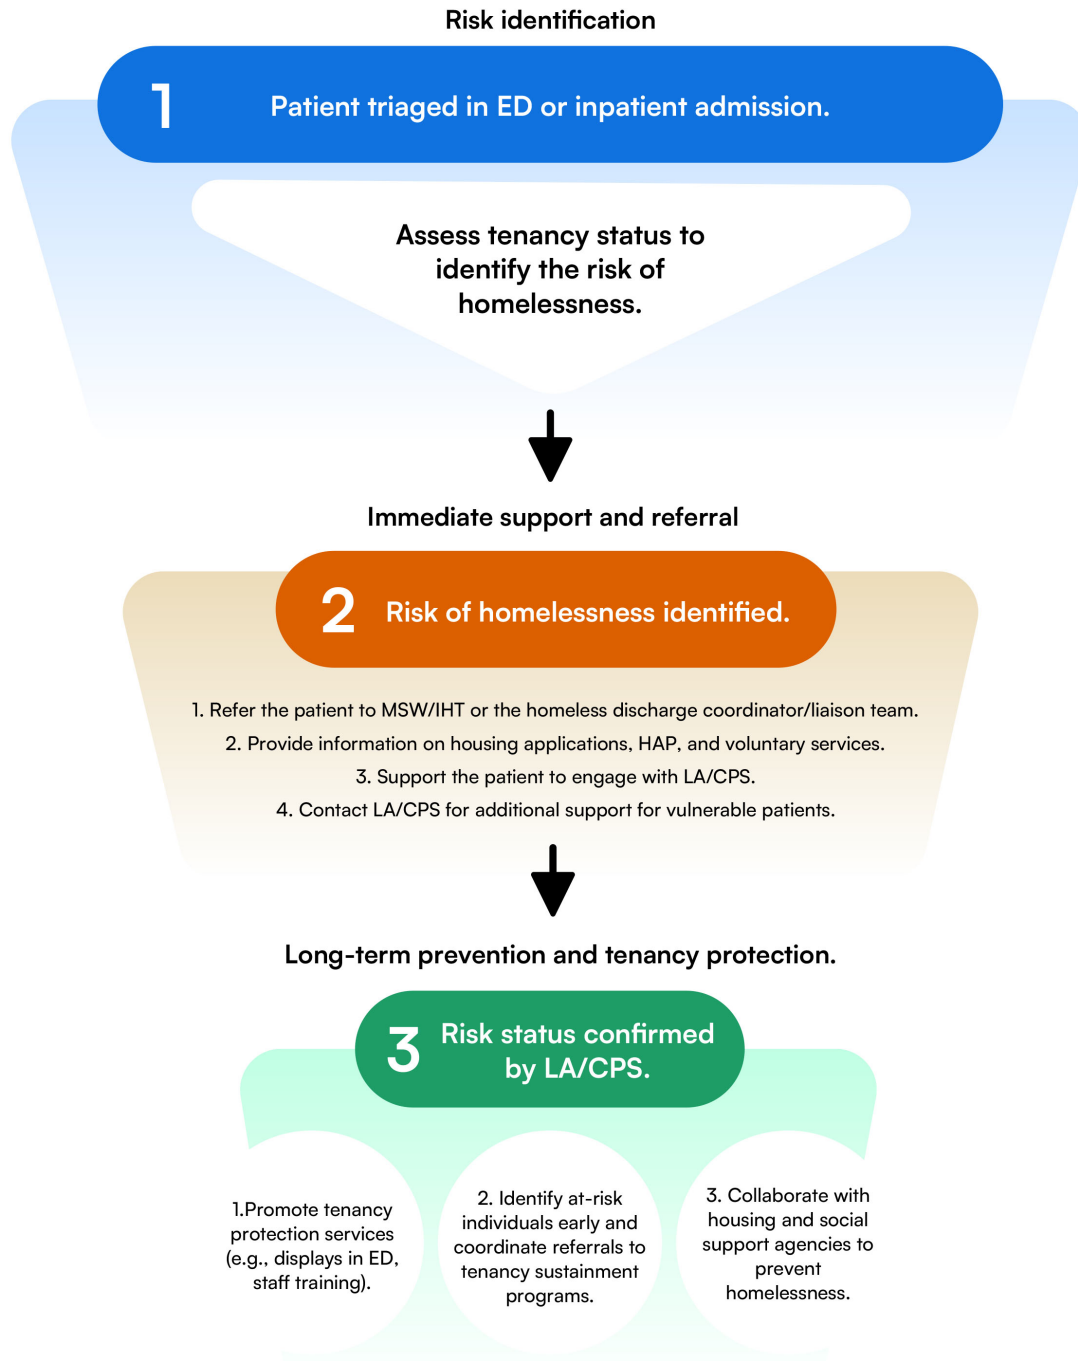 Risk identification
1 Patient triaged in ED or inpatient admission.
Assess tenancy status to
identify the risk of
homelessness.
Immediate support and referral
2 Risk of homelessness identified.
1. Refer the patient to MSW/IHT or the homeless discharge coordinator/liaison team.
2. Provide information on housing applications, HAP, and voluntary services.
3. Support the patient to engage with LA/CPS.
4. Contact LA/CPS for additional support for vulnerable patients.
Long-term prevention and tenancy protection.
3 Risk status confirmed
by LA/CPS.
1.Promote tenancy
protection services
(e.g., displays in ED,
staff training).
2. Identify at-risk
individuals early and
coordinate referrals to
tenancy sustainment
programs.
3. Collaborate with
housing and social
support agencies to
prevent
homelessness.